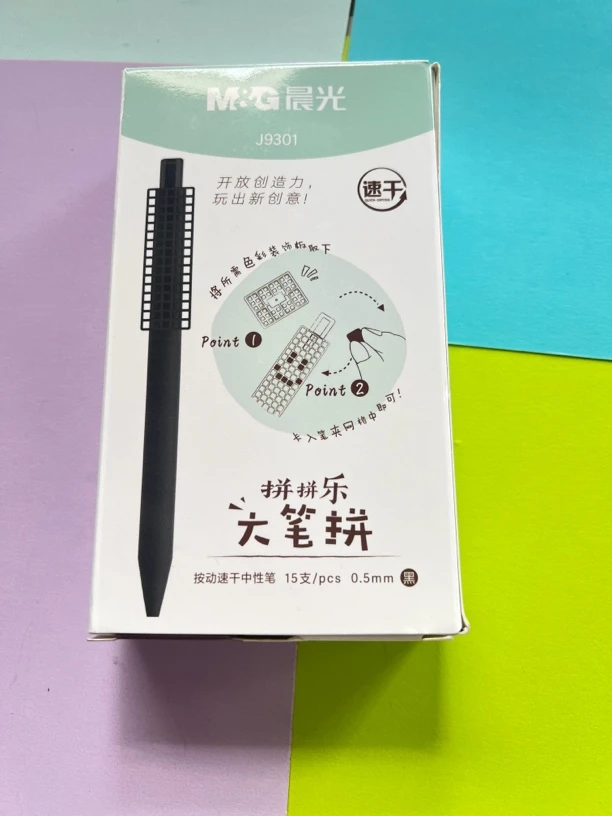 M&G晨光
J9301
开放创造力，
玩出新创意！
速干
QUICK-DRYING
将所需色彩装饰板取下
Point 1
Point 2
卡入笔夹网格中即可！
拼拼乐
大笔拼
按动速干中性笔 15支/pcs 0.5mm 黑